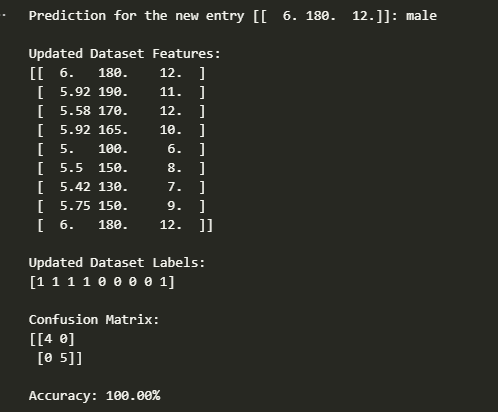 Prediction for the new entry [[  6. 180.  12.]]: male
Updated Dataset Features:
[[  6.   180.    12.  ]
 [  5.92 190.    11.  ]
 [  5.58 170.    12.  ]
 [  5.92 165.    10.  ]
 [  5.   100.     6.  ]
 [  5.5  150.     8.  ]
 [  5.42 130.     7.  ]
 [  5.75 150.     9.  ]
 [  6.   180.    12.  ]]
Updated Dataset Labels:
[1 1 1 1 0 0 0 0 1]
Confusion Matrix:
[[4 0]
 [0 5]]
Accuracy: 100.00%